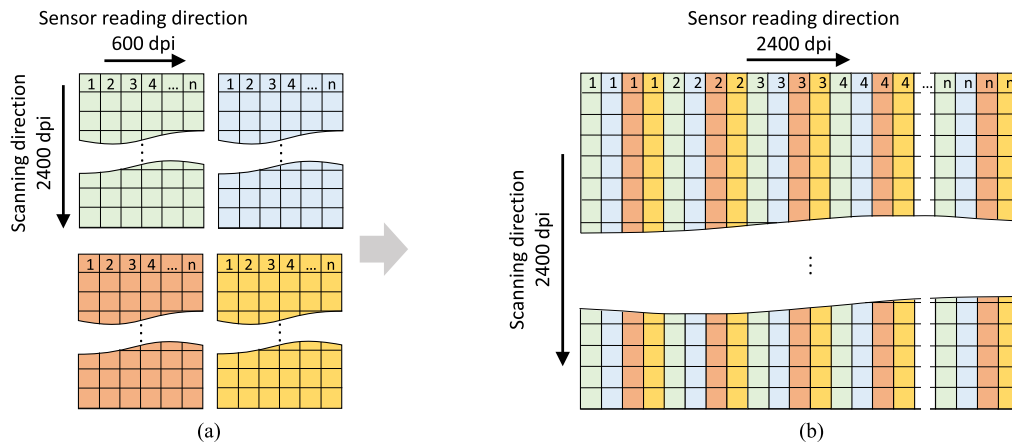 Sensor reading direction
600 dpi
Scanning direction
2400 dpi
1 2 3 4 ... n
1 2 3 4 ... n
1 2 3 4 ... n
1 2 3 4 ... n
(a)
Sensor reading direction
2400 dpi
Scanning direction
2400 dpi
1 1 1 1 2 2 2 2 3 3 3 3 4 4 4 4 ... n n n n
(b)